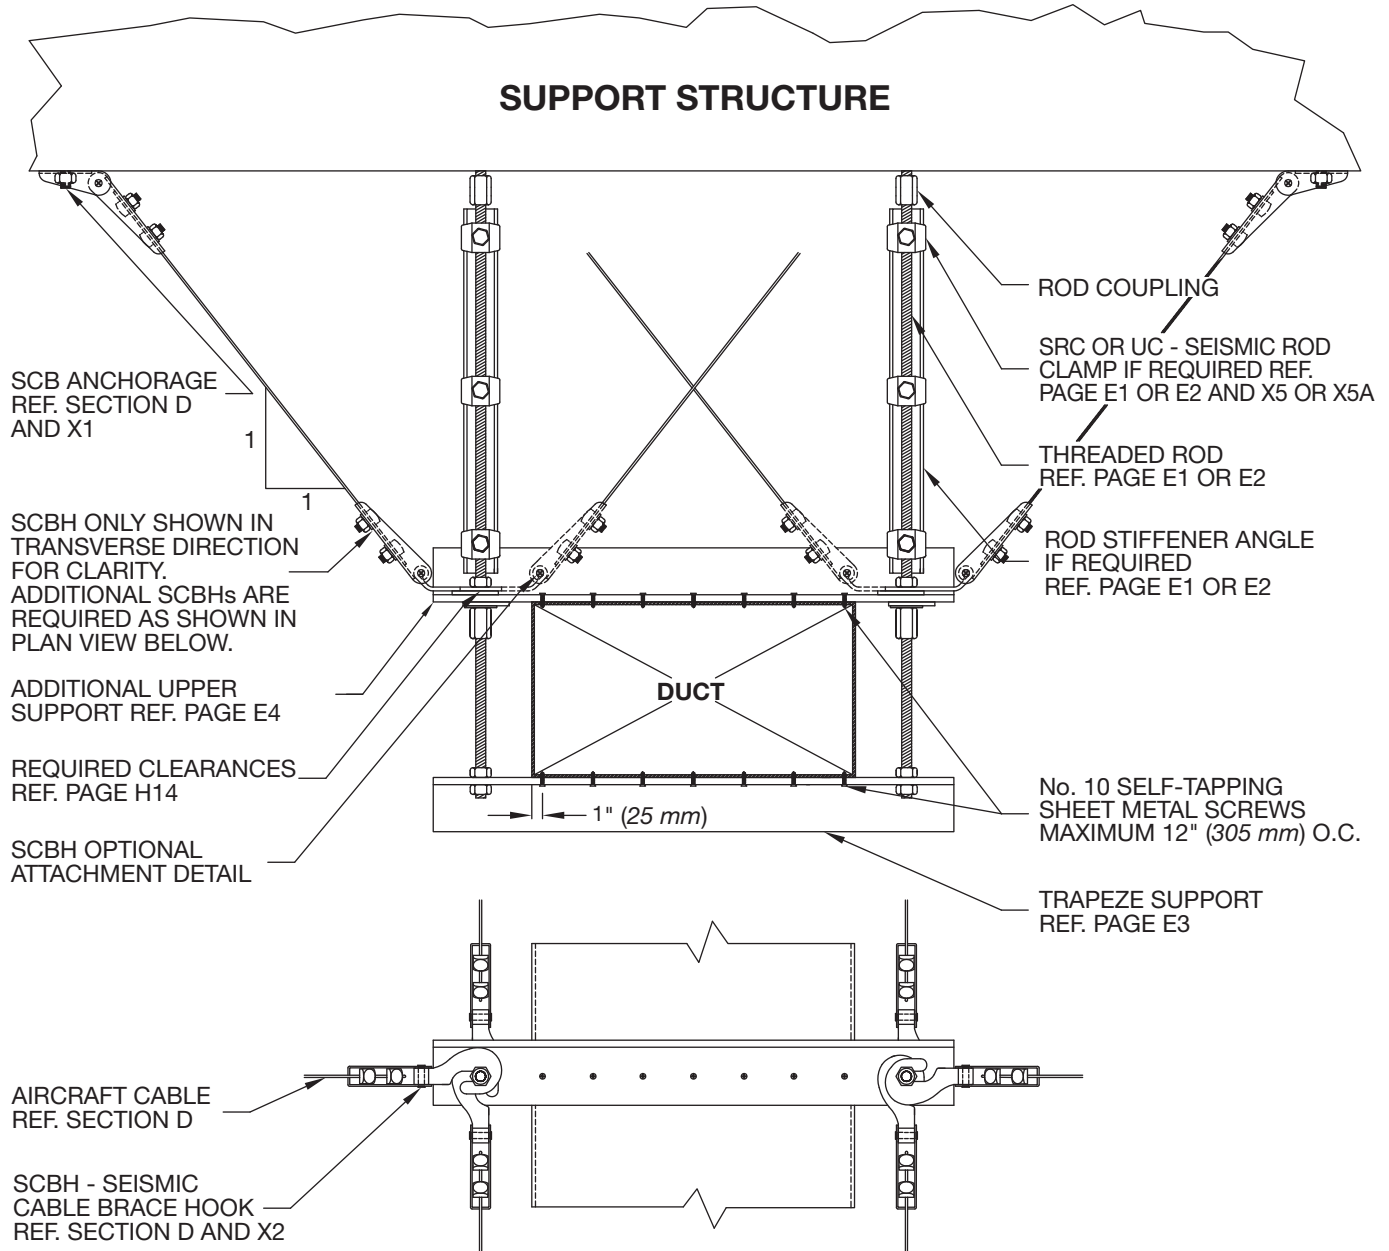 SUPPORT STRUCTURE
SCB ANCHORAGE
REF. SECTION D
AND X1
1
1
SCBH ONLY SHOWN IN
TRANSVERSE DIRECTION
FOR CLARITY.
ADDITIONAL SCBHs ARE
REQUIRED AS SHOWN IN
PLAN VIEW BELOW.
ADDITIONAL UPPER
SUPPORT REF. PAGE E4
REQUIRED CLEARANCES
REF. PAGE H14
SCBH OPTIONAL
ATTACHMENT DETAIL
ROD COUPLING
SRC OR UC - SEISMIC ROD
CLAMP IF REQUIRED REF.
PAGE E1 OR E2 AND X5 OR X5A
THREADED ROD
REF. PAGE E1 OR E2
ROD STIFFENER ANGLE
IF REQUIRED
REF. PAGE E1 OR E2
DUCT
1" (25 mm)
No. 10 SELF-TAPPING
SHEET METAL SCREWS
MAXIMUM 12" (305 mm) O.C.
TRAPEZE SUPPORT
REF. PAGE E3
AIRCRAFT CABLE
REF. SECTION D
SCBH - SEISMIC
CABLE BRACE HOOK
REF. SECTION D AND X2